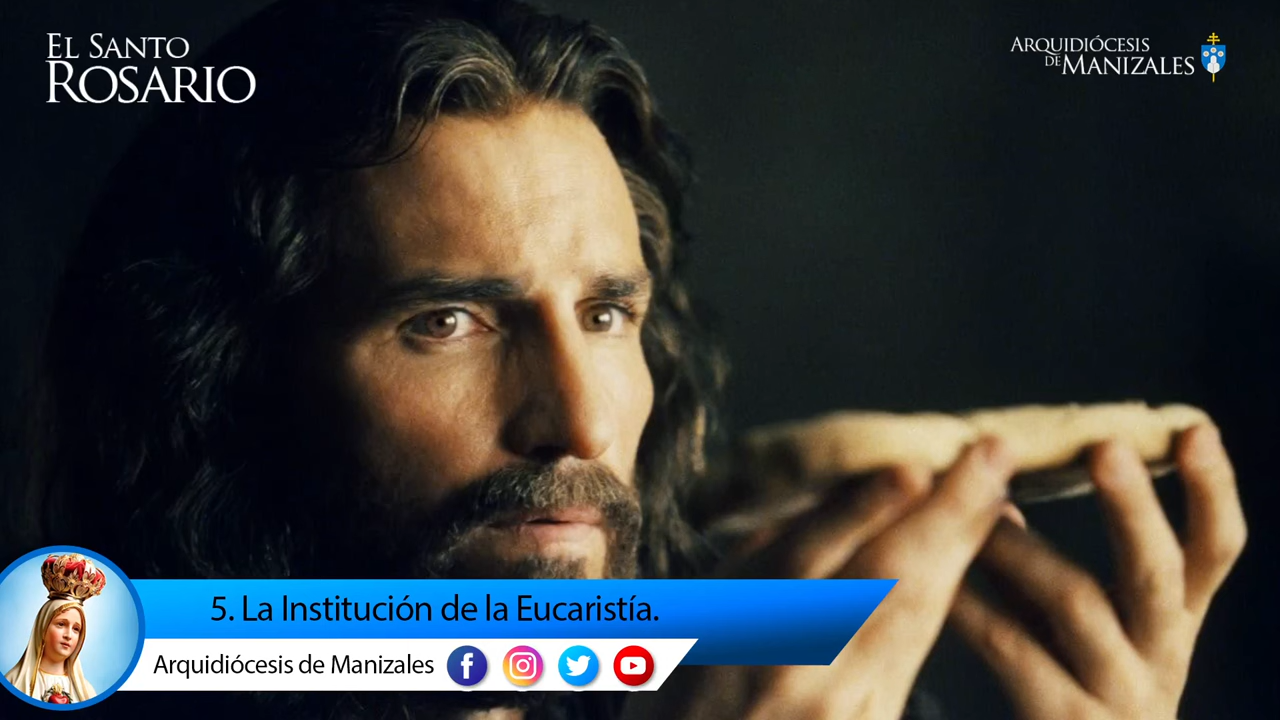 EL SANTO
ROSARIO
ARQUIDIÓCESIS
DE MANIZALES
5. La Institución de la Eucaristía.
Arquidiócesis de Manizales